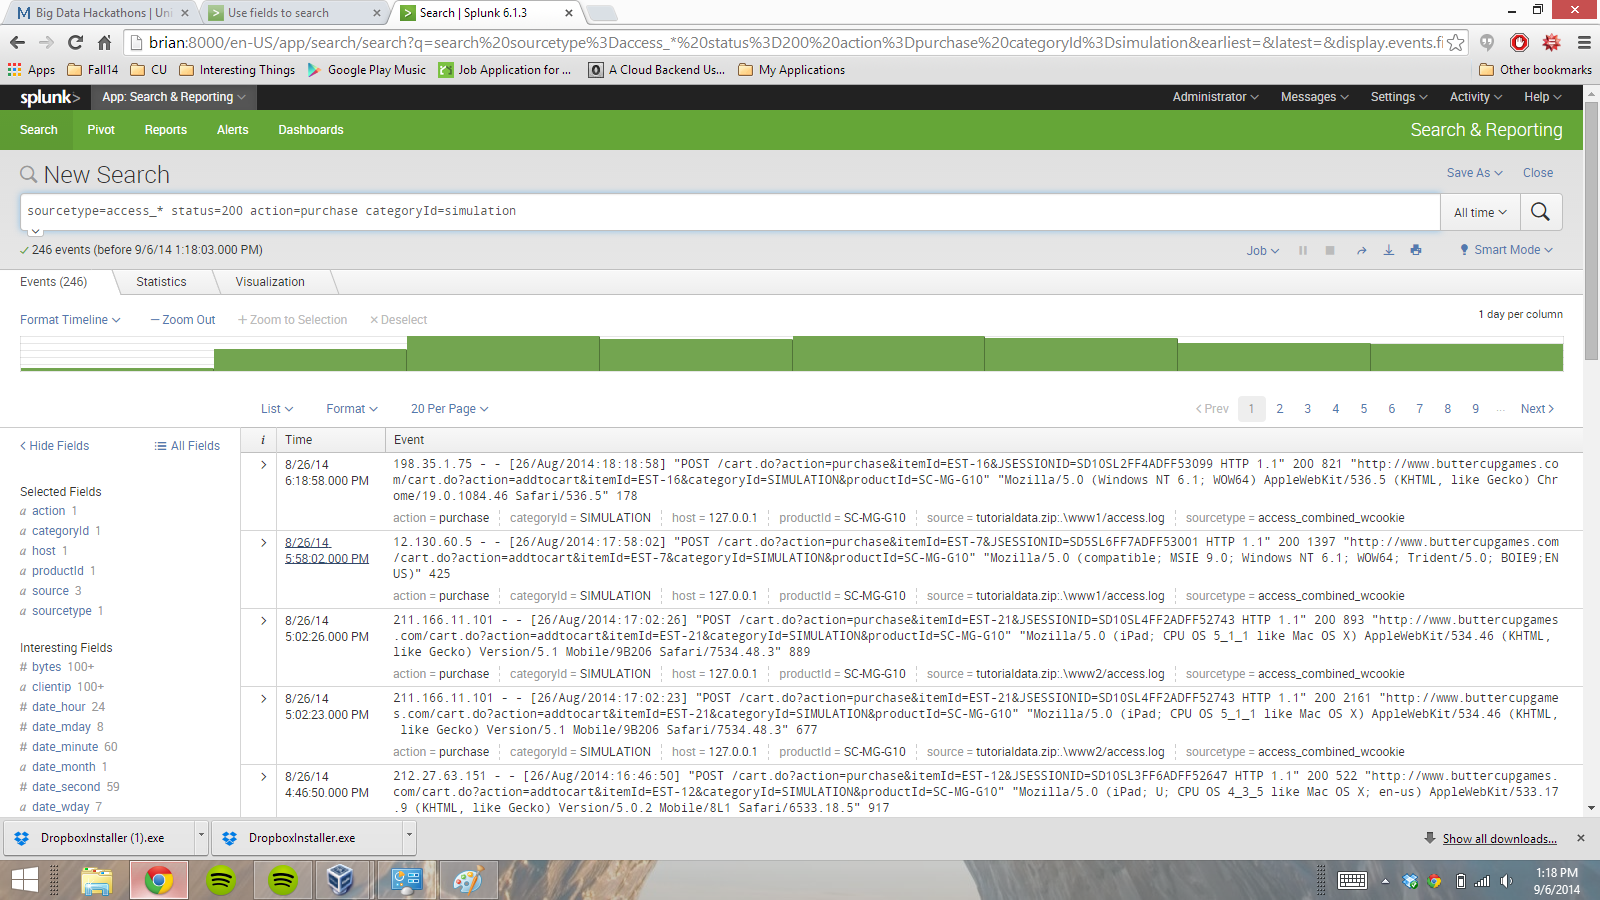 Big Data Hackathons | Uni
Use fields to search
Search | Splunk 6.1.3
brian:8000/en-US/app/search/search?q=search%20sourcetype%3Daccess_*%20status%3D200%20action%3Dpurchase%20categoryId%3Dsimulation&earliest=&latest=&display.events.fi
Apps Fall14 CU Interesting Things Google Play Music Job Application for ... A Cloud Backend Us... My Applications Other bookmarks
splunk> App: Search & Reporting Administrator Messages Settings Activity Help
Search Pivot Reports Alerts Dashboards Search & Reporting
New Search Save As Close
sourcetype=access_* status=200 action=purchase categoryId=simulation All time
246 events (before 9/6/14 1:18:03.000 PM) Job Smart Mode
Events (246) Statistics Visualization
Format Timeline — Zoom Out + Zoom to Selection × Deselect 1 day per column
List Format 20 Per Page < Prev 1 2 3 4 5 6 7 8 9 ... Next >
< Hide Fields All Fields
Selected Fields
a action 1
a categoryId 1
a host 1
a productId 1
a source 3
a sourcetype 1
Interesting Fields
# bytes 100+
a clientip 100+
# date_hour 24
# date_mday 8
# date_minute 60
a date_month 1
# date_second 59
a date_wday 7
i Time Event
8/26/14
6:18:58.000 PM
198.35.1.75 - - [26/Aug/2014:18:18:58] "POST /cart.do?action=purchase&itemId=EST-16&JSESSIONID=SD10SL2FF4ADFF53099 HTTP 1.1" 200 821 "http://www.buttercupgames.co
m/cart.do?action=addtocart&itemId=EST-16&categoryId=SIMULATION&productId=SC-MG-G10" "Mozilla/5.0 (Windows NT 6.1; WOW64) AppleWebKit/536.5 (KHTML, like Gecko) Chr
ome/19.0.1084.46 Safari/536.5" 178
action = purchase categoryId = SIMULATION host = 127.0.0.1 productId = SC-MG-G10 source = tutorialdata.zip:.\www1/access.log sourcetype = access_combined_wcookie
8/26/14
5:58:02.000 PM
12.130.60.5 - - [26/Aug/2014:17:58:02] "POST /cart.do?action=purchase&itemId=EST-7&JSESSIONID=SD5SL6FF7ADFF53001 HTTP 1.1" 200 1397 "http://www.buttercupgames.com
/cart.do?action=addtocart&itemId=EST-7&categoryId=SIMULATION&productId=SC-MG-G10" "Mozilla/5.0 (compatible; MSIE 9.0; Windows NT 6.1; WOW64; Trident/5.0; BOIE9;EN
US)" 425
action = purchase categoryId = SIMULATION host = 127.0.0.1 productId = SC-MG-G10 source = tutorialdata.zip:.\www1/access.log sourcetype = access_combined_wcookie
8/26/14
5:02:26.000 PM
211.166.11.101 - - [26/Aug/2014:17:02:26] "POST /cart.do?action=purchase&itemId=EST-21&JSESSIONID=SD10SL4FF2ADFF52743 HTTP 1.1" 200 893 "http://www.buttercupgames
.com/cart.do?action=addtocart&itemId=EST-21&categoryId=SIMULATION&productId=SC-MG-G10" "Mozilla/5.0 (iPad; CPU OS 5_1_1 like Mac OS X) AppleWebKit/534.46 (KHTML,
like Gecko) Version/5.1 Mobile/9B206 Safari/7534.48.3" 889
action = purchase categoryId = SIMULATION host = 127.0.0.1 productId = SC-MG-G10 source = tutorialdata.zip:.\www2/access.log sourcetype = access_combined_wcookie
8/26/14
5:02:23.000 PM
211.166.11.101 - - [26/Aug/2014:17:02:23] "POST /cart.do?action=purchase&itemId=EST-21&JSESSIONID=SD10SL4FF2ADFF52743 HTTP 1.1" 200 2161 "http://www.buttercupgame
s.com/cart.do?action=addtocart&itemId=EST-21&categoryId=SIMULATION&productId=SC-MG-G10" "Mozilla/5.0 (iPad; CPU OS 5_1_1 like Mac OS X) AppleWebKit/534.46 (KHTML,
like Gecko) Version/5.1 Mobile/9B206 Safari/7534.48.3" 677
action = purchase categoryId = SIMULATION host = 127.0.0.1 productId = SC-MG-G10 source = tutorialdata.zip:.\www2/access.log sourcetype = access_combined_wcookie
8/26/14
4:46:50.000 PM
212.27.63.151 - - [26/Aug/2014:16:46:50] "POST /cart.do?action=purchase&itemId=EST-12&JSESSIONID=SD10SL3FF6ADFF52647 HTTP 1.1" 200 522 "http://www.buttercupgames.
com/cart.do?action=addtocart&itemId=EST-12&categoryId=SIMULATION&productId=SC-MG-G10" "Mozilla/5.0 (iPad; U; CPU OS 4_3_5 like Mac OS X; en-us) AppleWebKit/533.17
.9 (KHTML, like Gecko) Version/5.0.2 Mobile/8L1 Safari/6533.18.5" 917
DropboxInstaller (1).exe DropboxInstaller.exe Show all downloads...
1:18 PM
9/6/2014